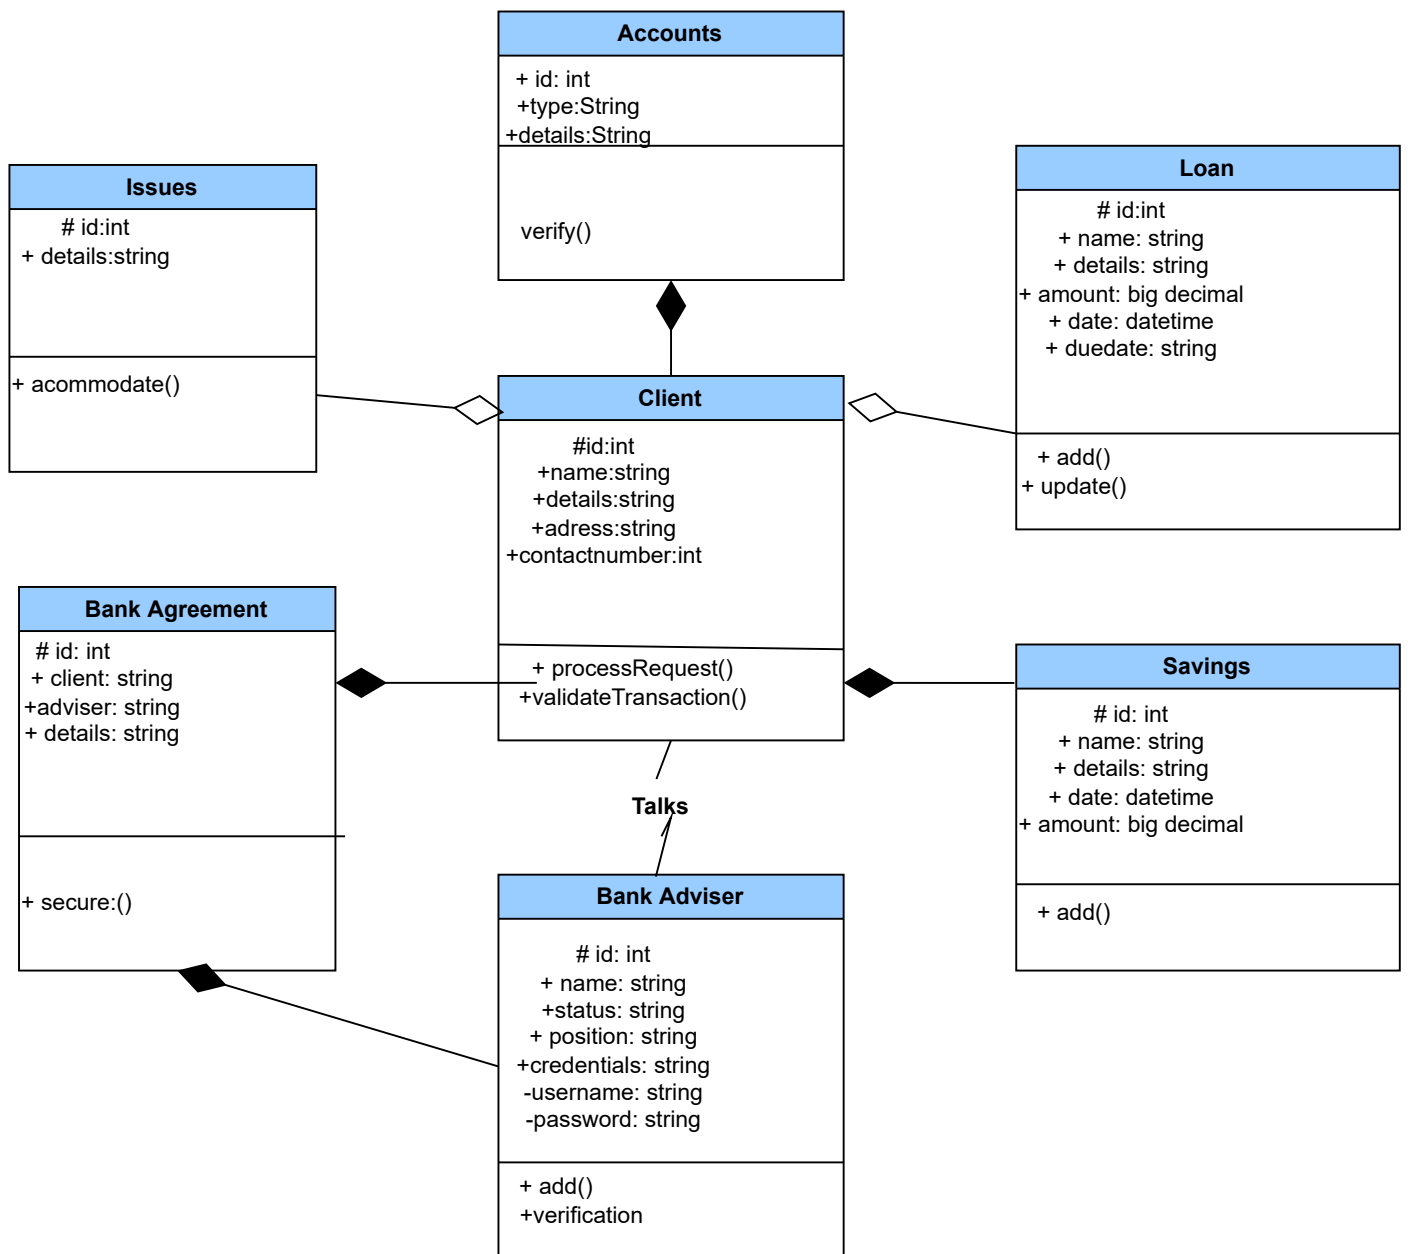 Accounts
+ id: int
+type:String
+details:String
verify()
Issues
# id:int
+ details:string
+ acommodate()
Loan
# id:int
+ name: string
+ details: string
+ amount: big decimal
+ date: datetime
+ duedate: string
+ add()
+ update()
Client
#id:int
+name:string
+details:string
+adress:string
+contactnumber:int
+ processRequest()
+validateTransaction()
Bank Agreement
# id: int
+ client: string
+adviser: string
+ details: string
+ secure:()
Savings
# id: int
+ name: string
+ details: string
+ date: datetime
+ amount: big decimal
+ add()
Talks
Bank Adviser
# id: int
+ name: string
+status: string
+ position: string
+credentials: string
-username: string
-password: string
+ add()
+verification